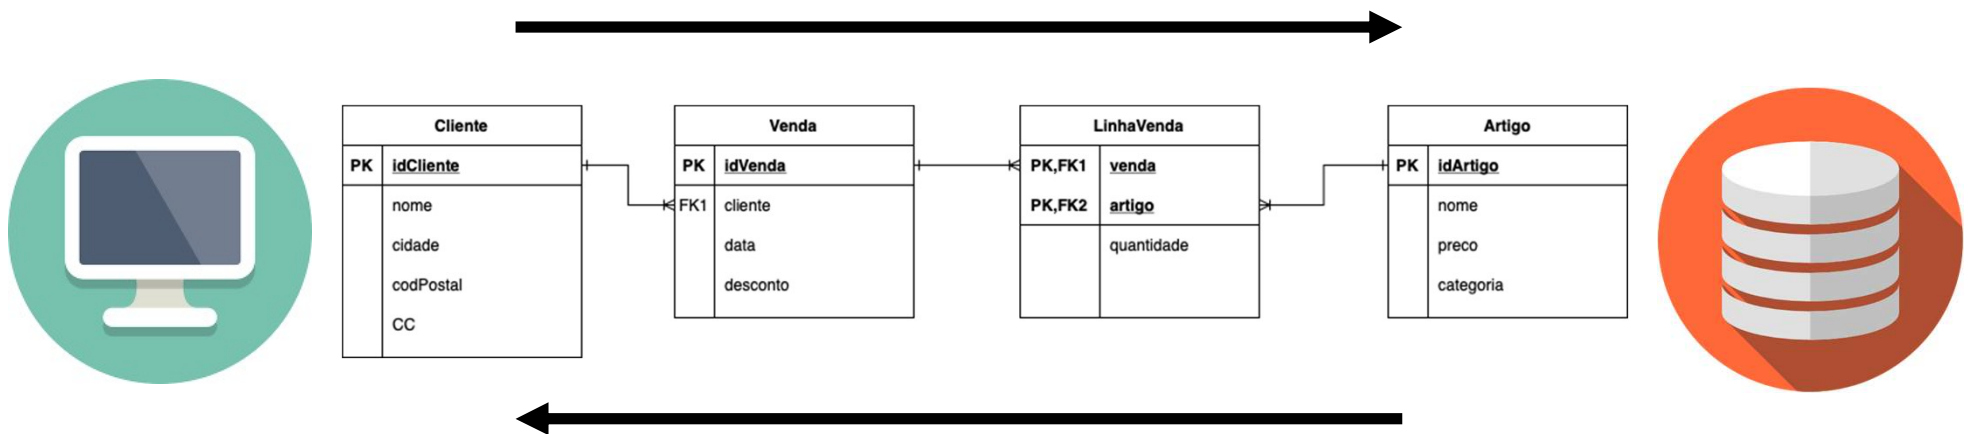 Cliente
PK idCliente
nome
cidade
codPostal
CC
Venda
PK idVenda
FK1 cliente
data
desconto
LinhaVenda
PK,FK1 venda
PK,FK2 artigo
quantidade
Artigo
PK idArtigo
nome
preco
categoria